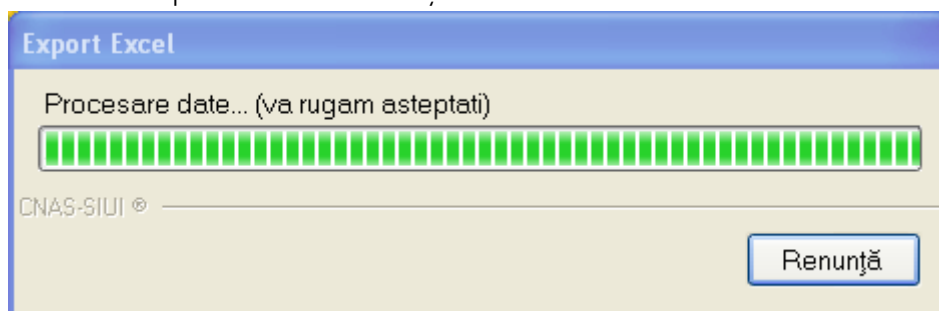 Export Excel
Procesare date... (va rugam asteptati)
CNAS-SIUI ®
Renunţă